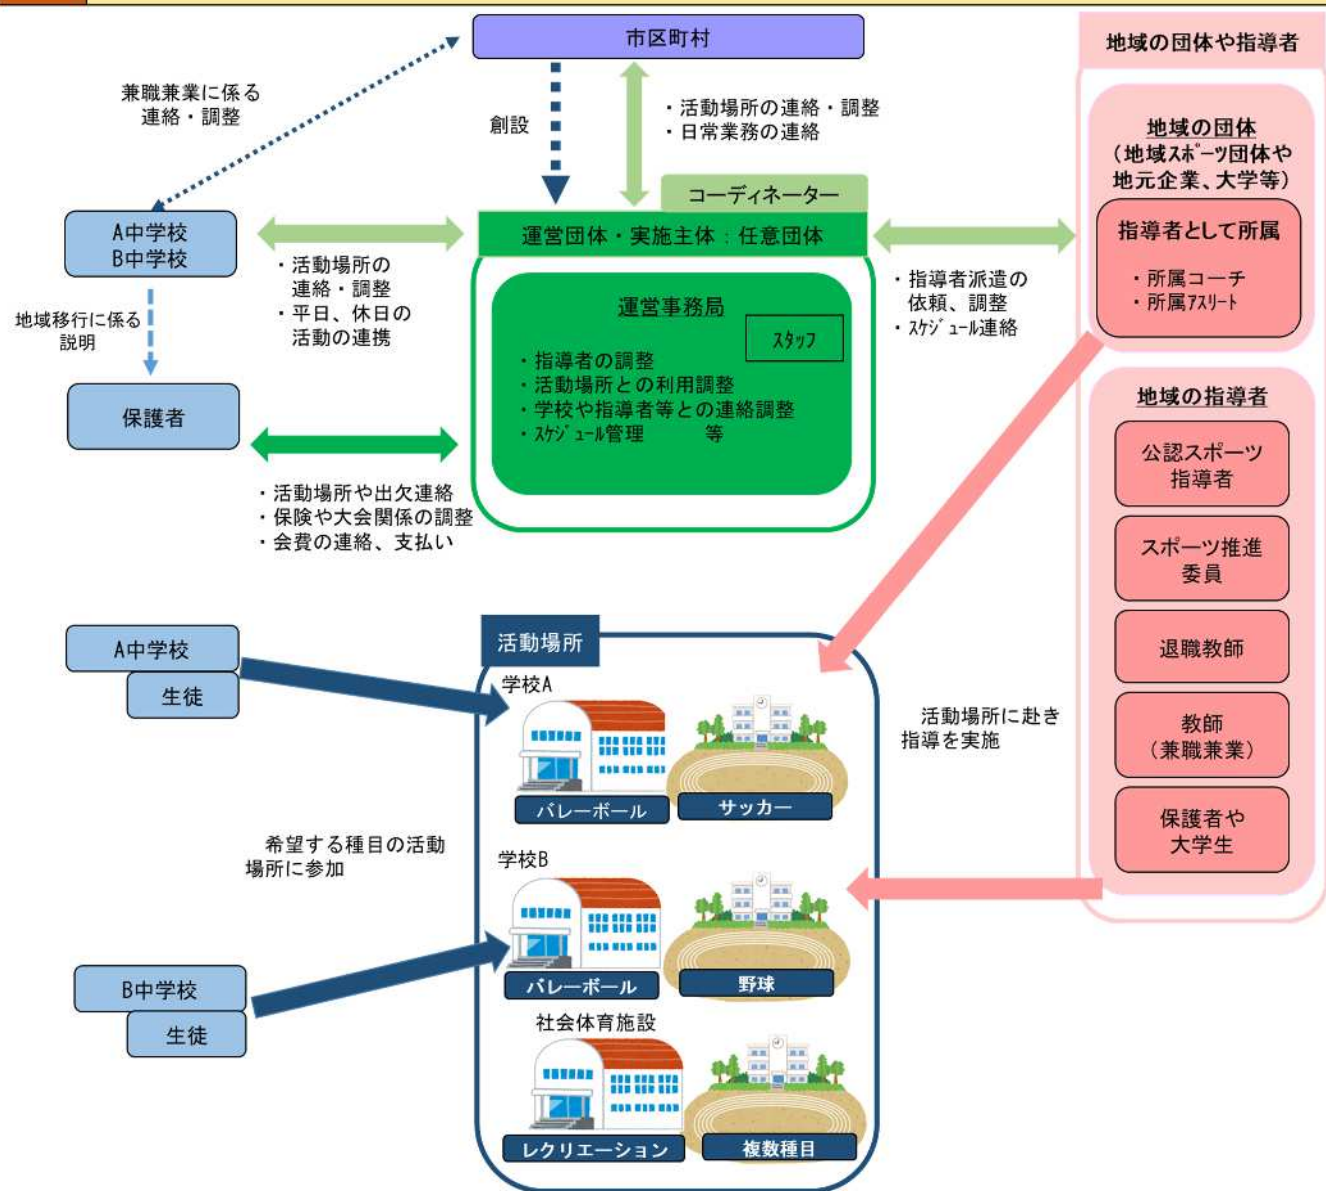 市区町村
兼職兼業に係る
連絡・調整
創設
・活動場所の連絡・調整
・日常業務の連絡
コーディネーター
運営団体・実施主体：任意団体
A中学校
B中学校
・活動場所の
連絡・調整
・平日、休日の
活動の連携
地域移行に係る
説明
保護者
運営事務局
スタッフ
・指導者の調整
・活動場所との利用調整
・学校や指導者等との連絡調整
・スケジュール管理　　等
・活動場所や出欠連絡
・保険や大会関係の調整
・会費の連絡、支払い
・指導者派遣の
依頼、調整
・スケジュール連絡
地域の団体や指導者
地域の団体
（地域スポーツ団体や
地元企業、大学等）
指導者として所属
・所属コーチ
・所属アスリート
地域の指導者
公認スポーツ
指導者
スポーツ推進
委員
退職教師
教師
（兼職兼業）
保護者や
大学生
活動場所に赴き
指導を実施
A中学校
生徒
希望する種目の活動
場所に参加
B中学校
生徒
活動場所
学校A
バレーボール
サッカー
学校B
バレーボール
野球
社会体育施設
レクリエーション
複数種目